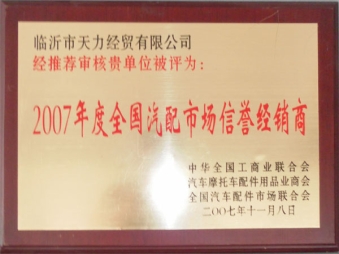 临沂市天力经贸有限公司
经推荐审核贵单位被评为：
2007年度全国汽配市场信誉经销商
中华全国工商业联合会
汽车摩托车配件用品业商会
全国汽车配件市场联合会
二00七年十一月八日